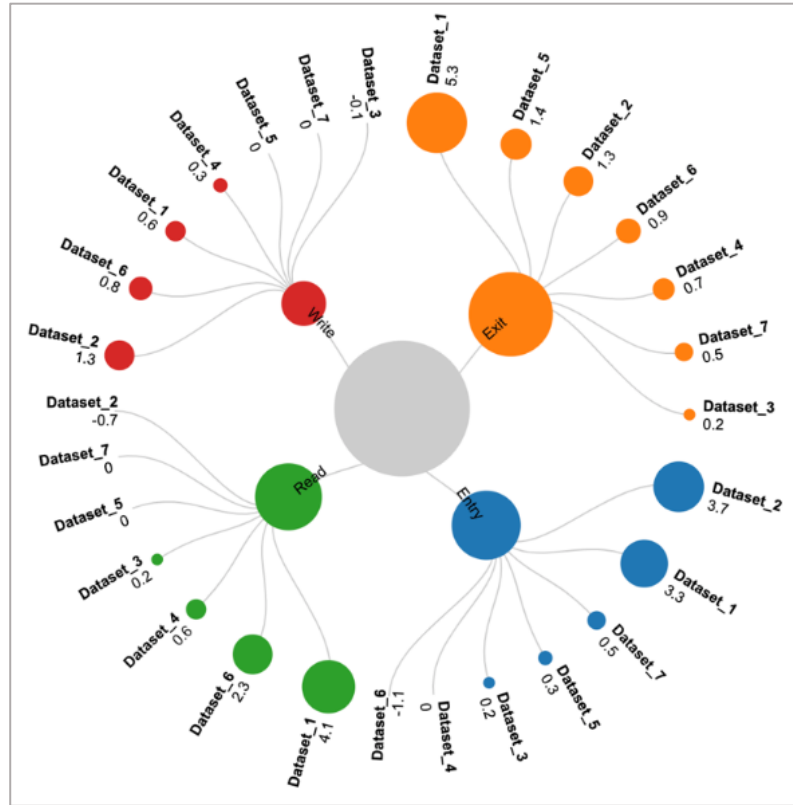 Dataset_1
5.3
Dataset_5
1.4
Dataset_2
1.3
Dataset_6
0.9
Dataset_4
0.7
Dataset_7
0.5
Dataset_3
0.2
Exit
Dataset_2
3.7
Dataset_1
3.3
Dataset_7
0.5
Dataset_5
0.3
Dataset_3
0.2
Dataset_4
0
Dataset_6
-1.1
Entry
Dataset_1
4.1
Dataset_6
2.3
Dataset_4
0.6
Dataset_3
0.2
Dataset_5
0
Dataset_7
0
Dataset_2
-0.7
Read
Dataset_2
1.3
Dataset_6
0.8
Dataset_1
0.6
Dataset_4
0.3
Dataset_5
0
Dataset_7
0
Dataset_3
-0.1
Write